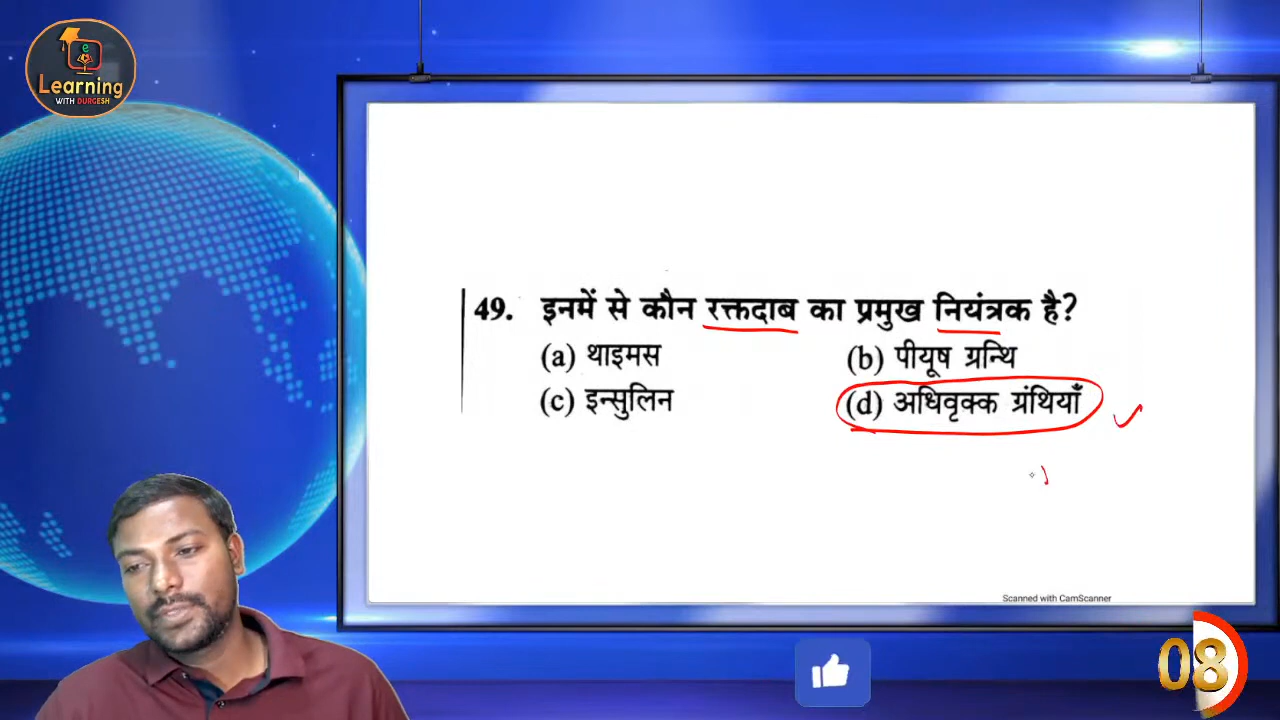 e
Learning
WITH DURGESH
49. इनमें से कौन रक्तदाब का प्रमुख नियंत्रक है?
(a) थाइमस (b) पीयूष ग्रन्थि
(c) इन्सुलिन (d) अधिवृक्क ग्रंथियाँ
Scanned with CamScanner
08